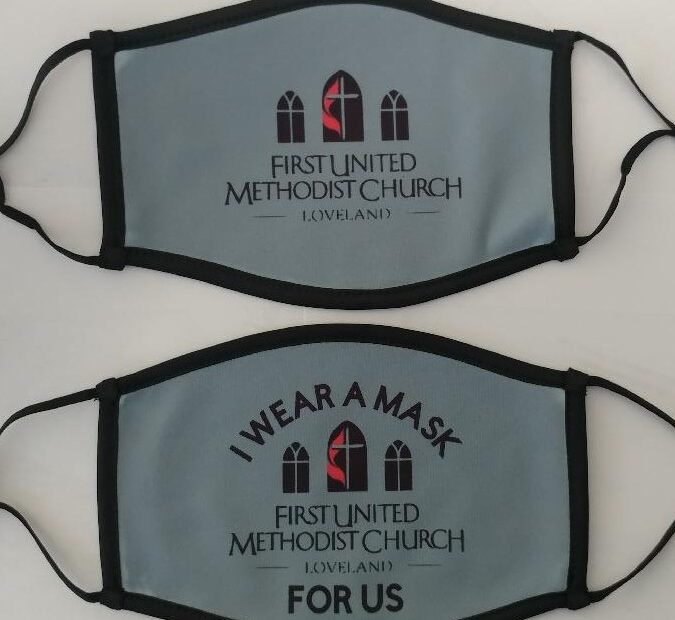 FIRST UNITED
METHODIST CHURCH
LOVELAND
I WEAR A MASK
FIRST UNITED
METHODIST CHURCH
LOVELAND
FOR US